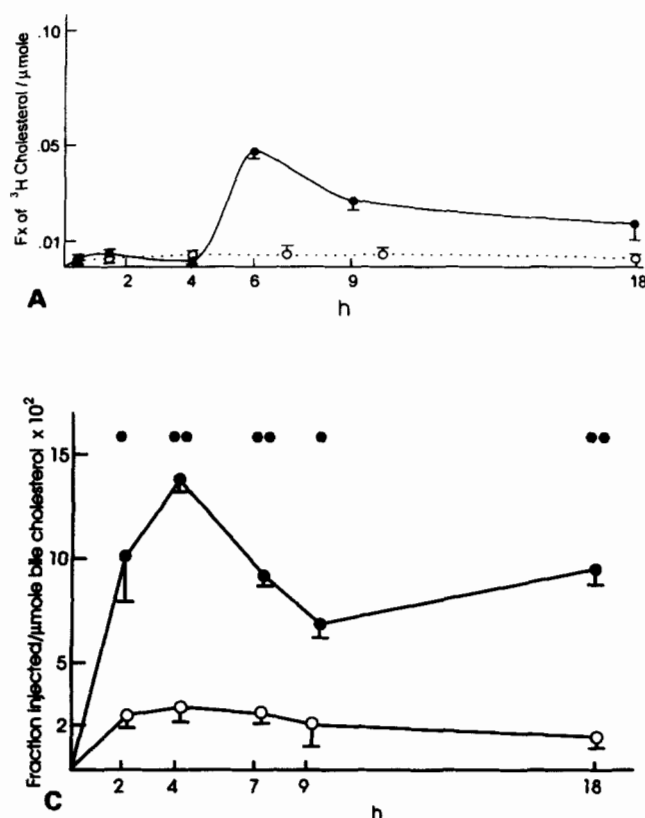 .10
Fx of ³H Cholesterol / μmole
.05
.01
2 4 6 9 18
A
h
Fraction injected/μmole bile cholesterol x 10²
15
10
5
2
C
2 4 7 9 18
h